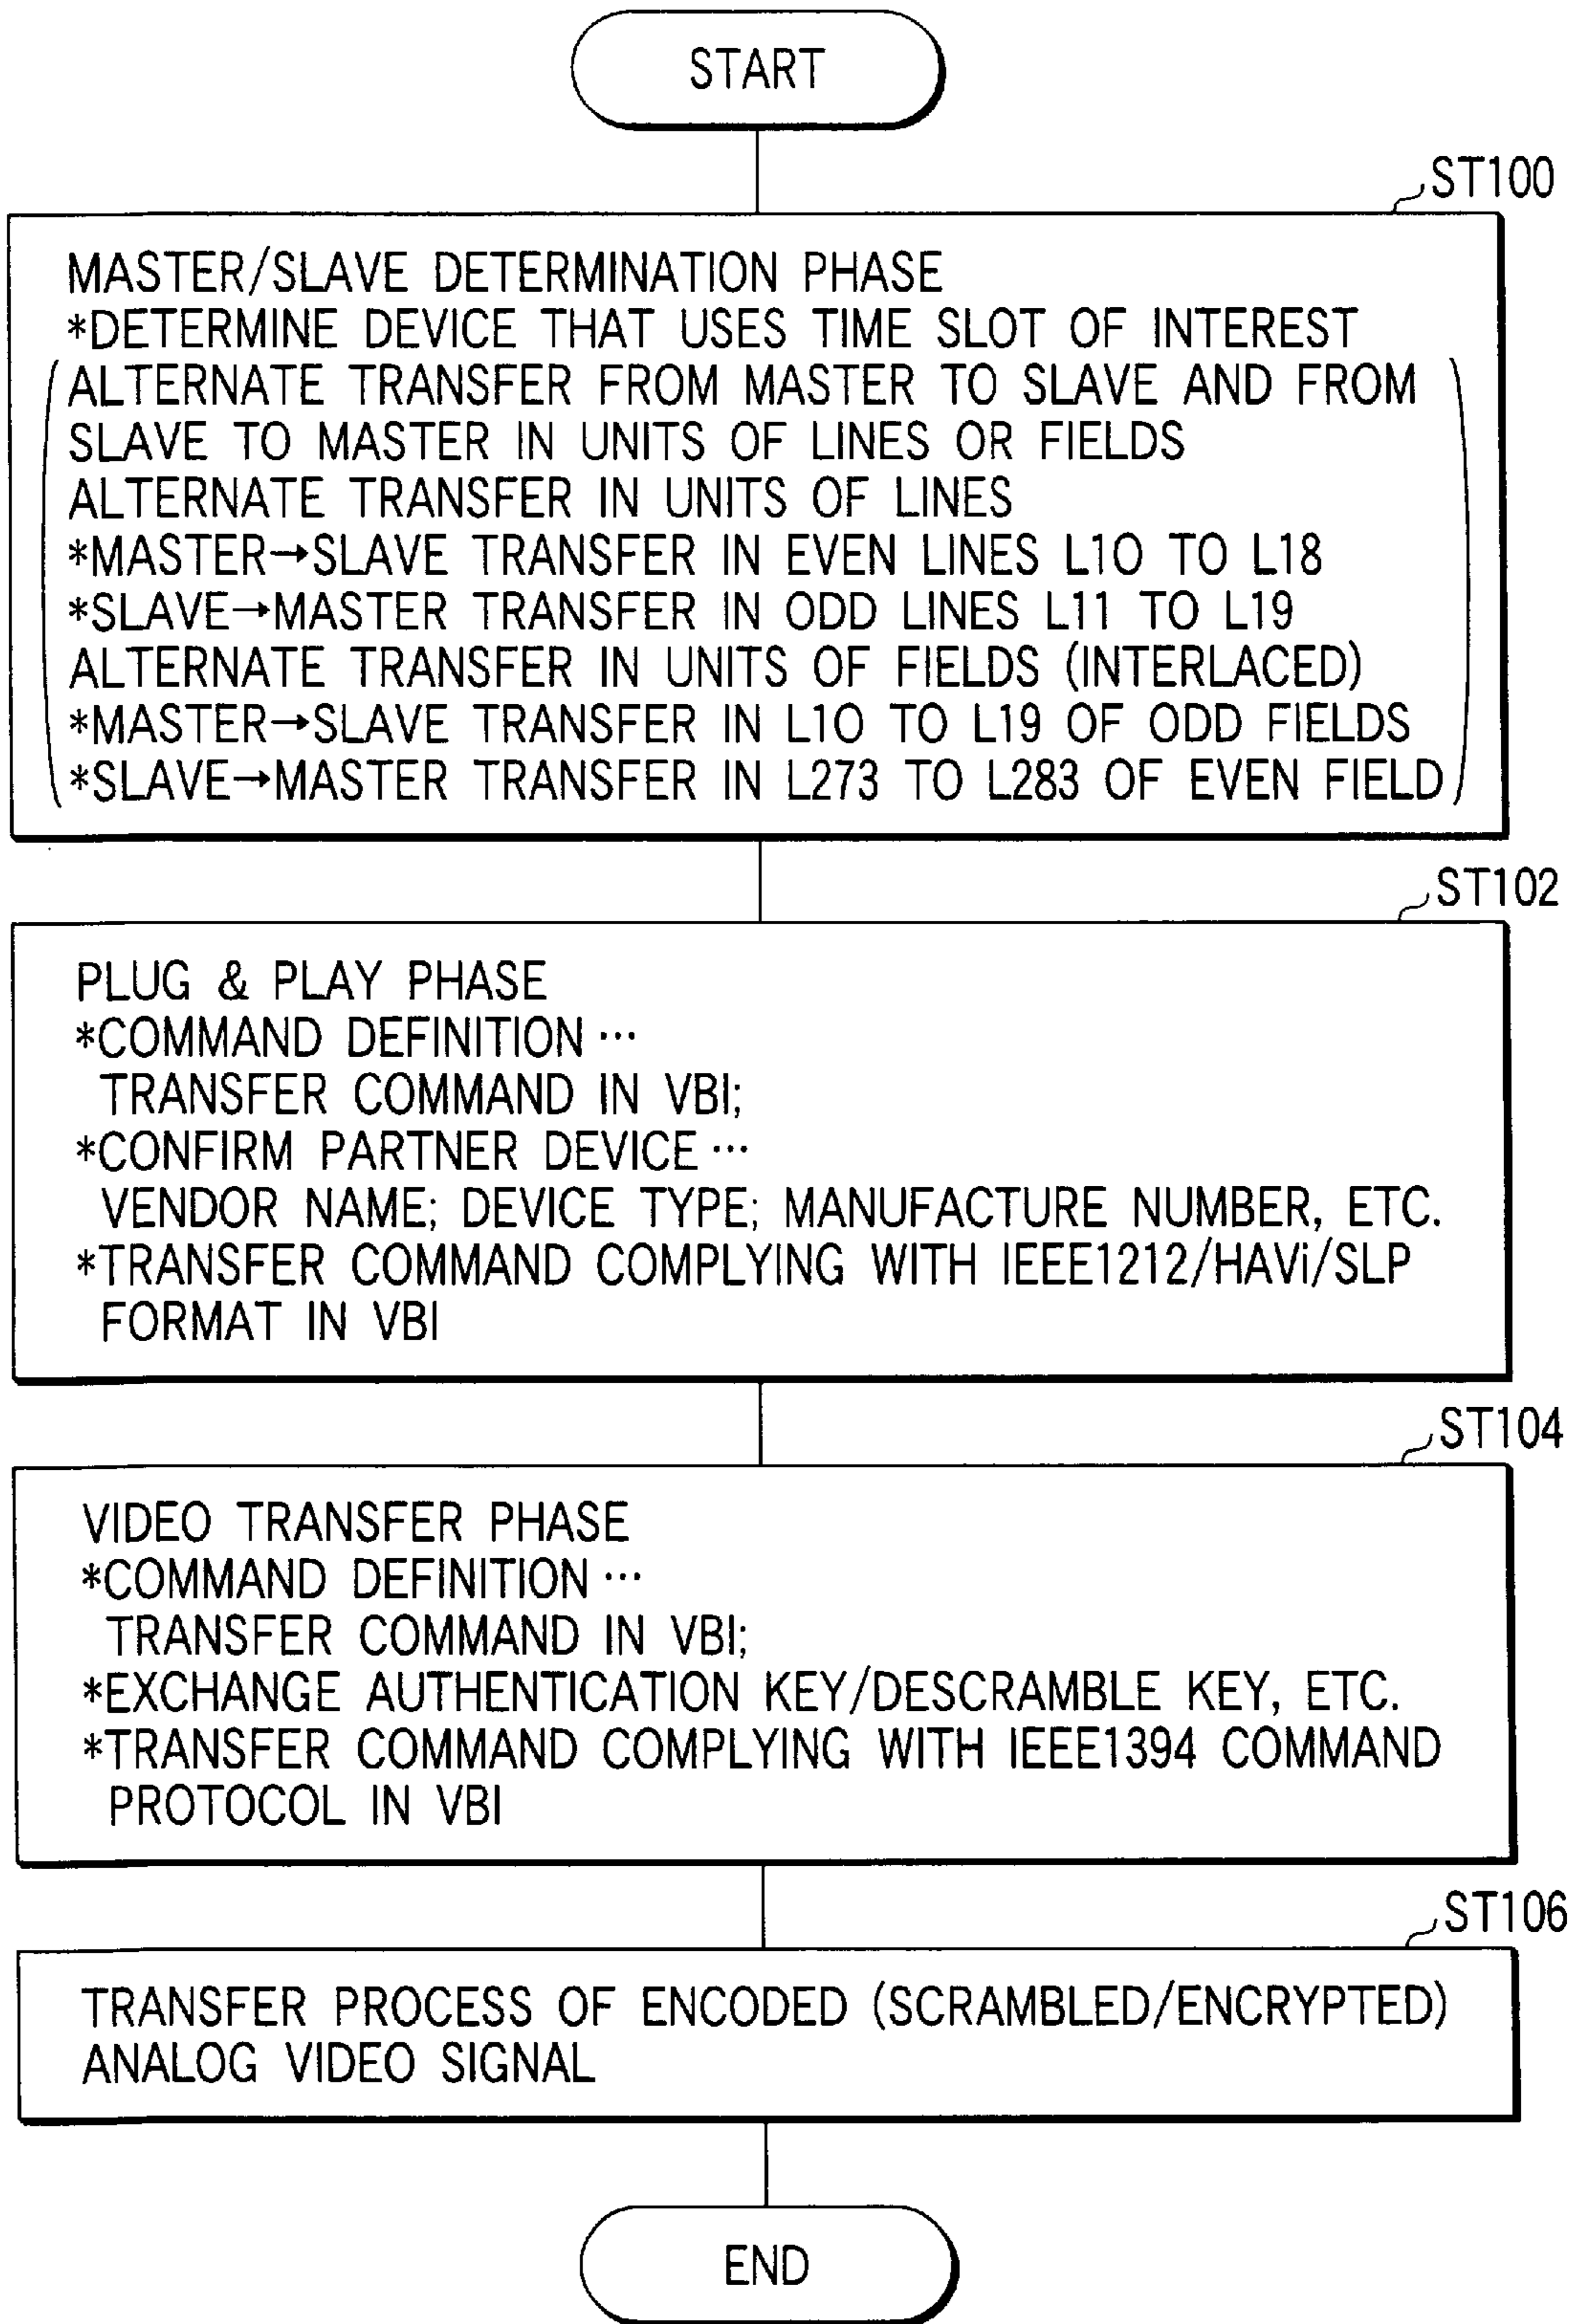 START
ST100
MASTER/SLAVE DETERMINATION PHASE
*DETERMINE DEVICE THAT USES TIME SLOT OF INTEREST
ALTERNATE TRANSFER FROM MASTER TO SLAVE AND FROM
SLAVE TO MASTER IN UNITS OF LINES OR FIELDS
ALTERNATE TRANSFER IN UNITS OF LINES
*MASTER→SLAVE TRANSFER IN EVEN LINES L10 TO L18
*SLAVE→MASTER TRANSFER IN ODD LINES L11 TO L19
ALTERNATE TRANSFER IN UNITS OF FIELDS (INTERLACED)
*MASTER→SLAVE TRANSFER IN L10 TO L19 OF ODD FIELDS
*SLAVE→MASTER TRANSFER IN L273 TO L283 OF EVEN FIELD
ST102
PLUG & PLAY PHASE
*COMMAND DEFINITION ···
TRANSFER COMMAND IN VBI;
*CONFIRM PARTNER DEVICE ···
VENDOR NAME; DEVICE TYPE; MANUFACTURE NUMBER, ETC.
*TRANSFER COMMAND COMPLYING WITH IEEE1212/HAVi/SLP
FORMAT IN VBI
ST104
VIDEO TRANSFER PHASE
*COMMAND DEFINITION ···
TRANSFER COMMAND IN VBI;
*EXCHANGE AUTHENTICATION KEY/DESCRAMBLE KEY, ETC.
*TRANSFER COMMAND COMPLYING WITH IEEE1394 COMMAND
PROTOCOL IN VBI
ST106
TRANSFER PROCESS OF ENCODED (SCRAMBLED/ENCRYPTED)
ANALOG VIDEO SIGNAL
END